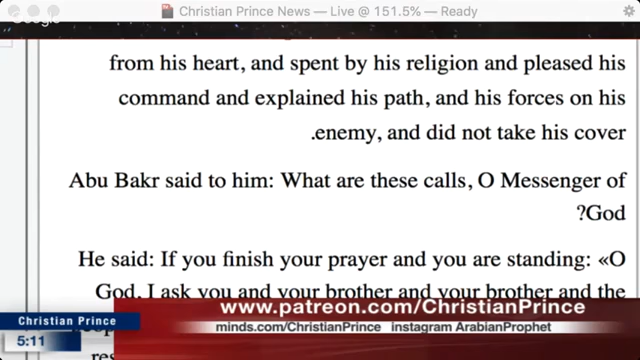 Christian Prince News — Live @ 151.5% — Ready
from his heart, and spent by his religion and pleased his
command and explained his path, and his forces on his
.enemy, and did not take his cover
Abu Bakr said to him: What are these calls, O Messenger of
?God
He said: If you finish your prayer and you are standing: «O
God, I ask you and your brother and your brother and the
www.patreon.com/ChristianPrince
minds.com/ChristianPrince instagram ArabianProphet
Christian Prince
5:11